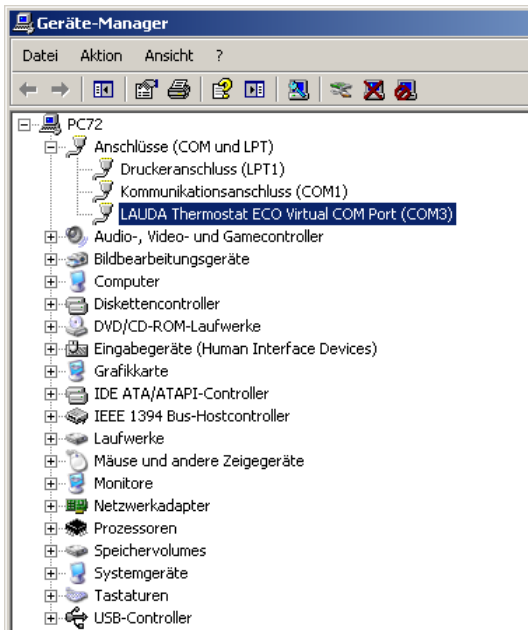 Geräte-Manager
Datei Aktion Ansicht ?
PC72
Anschlüsse (COM und LPT)
Druckeranschluss (LPT1)
Kommunikationsanschluss (COM1)
LAUDA Thermostat ECO Virtual COM Port (COM3)
Audio-, Video- und Gamecontroller
Bildbearbeitungsgeräte
Computer
Diskettencontroller
DVD/CD-ROM-Laufwerke
Eingabegeräte (Human Interface Devices)
Grafikkarte
IDE ATA/ATAPI-Controller
IEEE 1394 Bus-Hostcontroller
Laufwerke
Mäuse und andere Zeigegeräte
Monitore
Netzwerkadapter
Prozessoren
Speichervolumes
Systemgeräte
Tastaturen
USB-Controller